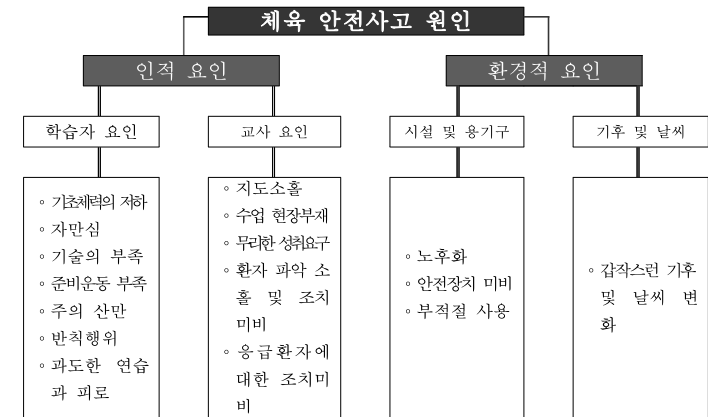 체육 안전사고 원인
인적 요인
환경적 요인
학습자 요인
교사 요인
시설 및 용기구
기후 및 날씨
◦ 기초체력의 저하
◦ 자만심
◦ 기술의 부족
◦ 준비운동 부족
◦ 주의 산만
◦ 반칙행위
◦ 과도한 연습
과 피로
◦ 지도소홀
◦ 수업 현장부재
◦ 무리한 성취요구
◦ 환자 파악 소
홀 및 조치
미비
◦ 응급환자에
대한 조치미
비
◦ 노후화
◦ 안전장치 미비
◦ 부적절 사용
◦ 갑작스런 기후
및 날씨 변
화